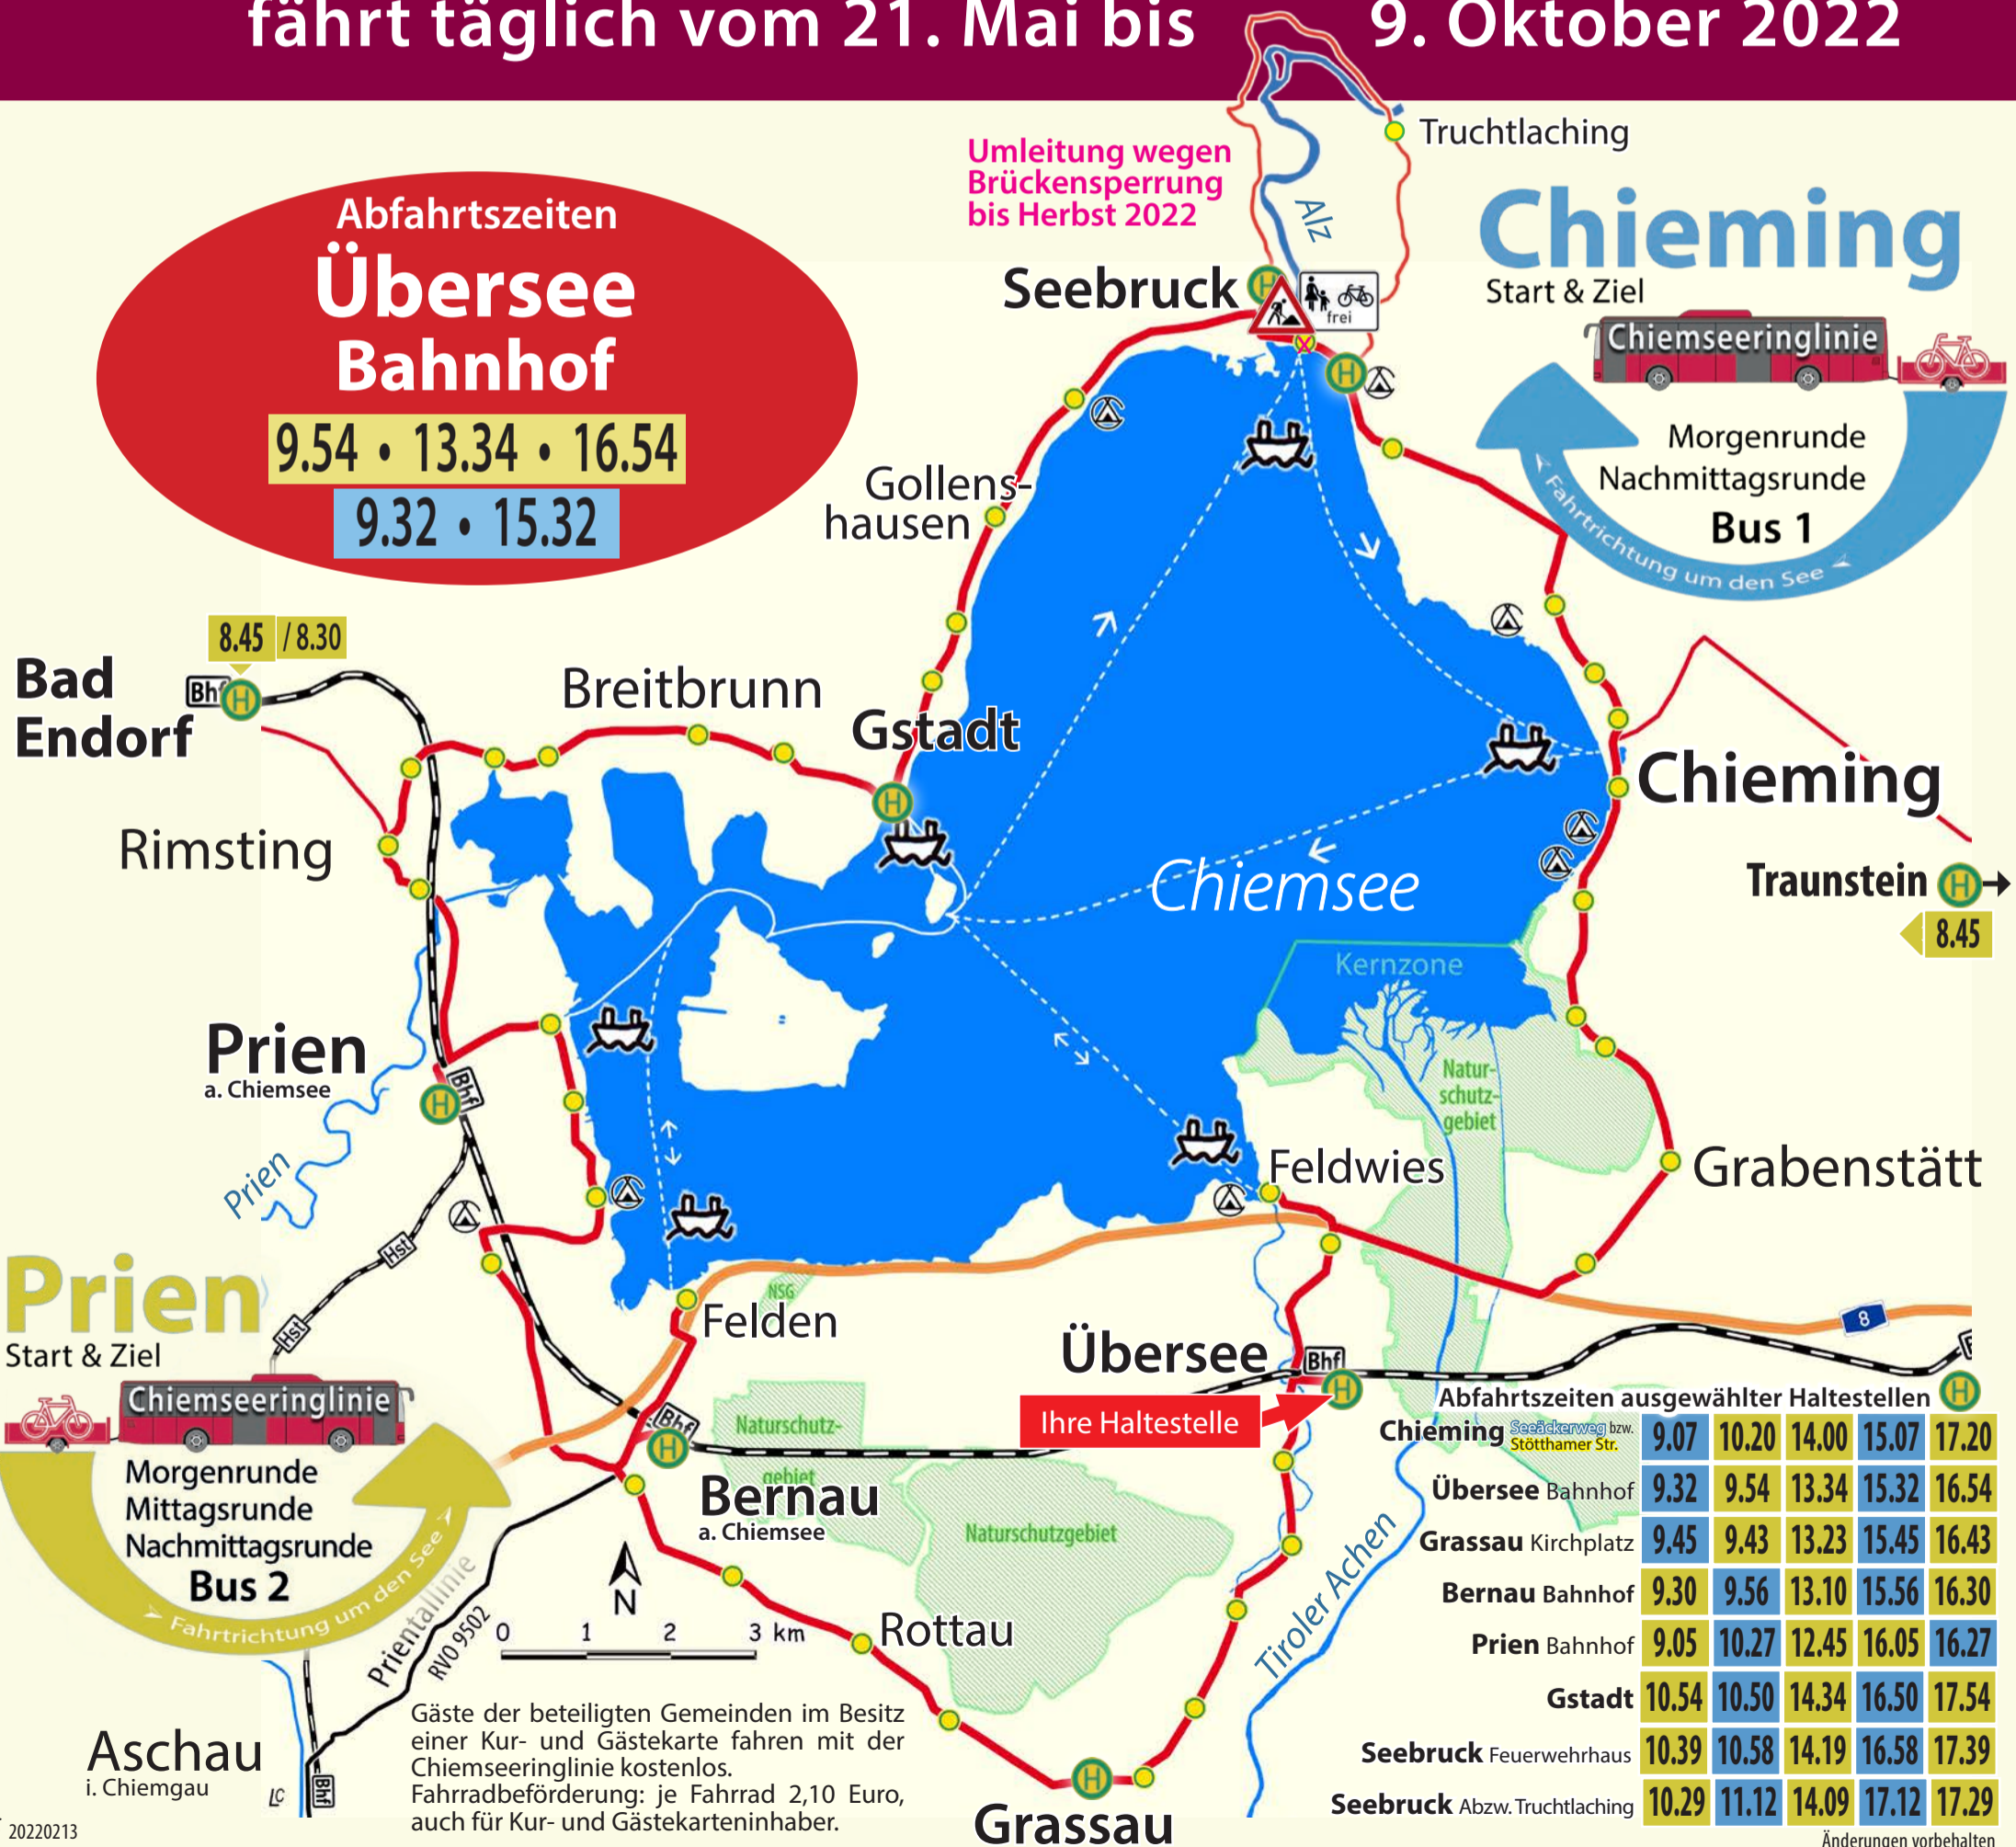 fährt täglich vom 21. Mai bis 9. Oktober 2022
Truchtlaching
Umleitung wegen
Brückensperrung
bis Herbst 2022
Alz
Abfahrtszeiten
Übersee
Bahnhof
9.54 • 13.34 • 16.54
9.32 • 15.32
Chieming
Start & Ziel
Chiemseeringlinie
Morgenrunde
Nachmittagsrunde
Bus 1
Fahrtrichtung um den See
Seebruck
H
frei
H
Gollens-
hausen
8.45 / 8.30
Bad
Endorf
Bhf
H
Breitbrunn
Gstadt
H
Chieming
Rimsting
Chiemsee
Traunstein H
8.45
Kernzone
Prien
a. Chiemsee
Bhf
H
Natur-
schutz-
gebiet
Prien
Feldwies
Grabenstätt
Hst
Hst
Prien
Start & Ziel
Chiemseeringlinie
Morgenrunde
Mittagsrunde
Nachmittagsrunde
Bus 2
Fahrtrichtung um den See
NSG
Felden
8
Übersee
Bhf
H
Ihre Haltestelle
Bhf
H
Naturschutz-
gebiet
Bernau
a. Chiemsee
Naturschutzgebiet
Prientallinie
RVO 9502
N
0 1 2 3 km
Rottau
Tiroler Achen
Aschau
i. Chiemgau
LC
Bhf
Gäste der beteiligten Gemeinden im Besitz
einer Kur- und Gästekarte fahren mit der
Chiemseeringlinie kostenlos.
Fahrradbeförderung: je Fahrrad 2,10 Euro,
auch für Kur- und Gästekarteninhaber.
H
Grassau
20220213
Abfahrtszeiten ausgewählter Haltestellen H
Chieming Seeäckerweg bzw. Stötthamer Str. 9.07 10.20 14.00 15.07 17.20
Übersee Bahnhof 9.32 9.54 13.34 15.32 16.54
Grassau Kirchplatz 9.45 9.43 13.23 15.45 16.43
Bernau Bahnhof 9.30 9.56 13.10 15.56 16.30
Prien Bahnhof 9.05 10.27 12.45 16.05 16.27
Gstadt 10.54 10.50 14.34 16.50 17.54
Seebruck Feuerwehrhaus 10.39 10.58 14.19 16.58 17.39
Seebruck Abzw. Truchtlaching 10.29 11.12 14.09 17.12 17.29
Änderungen vorbehalten